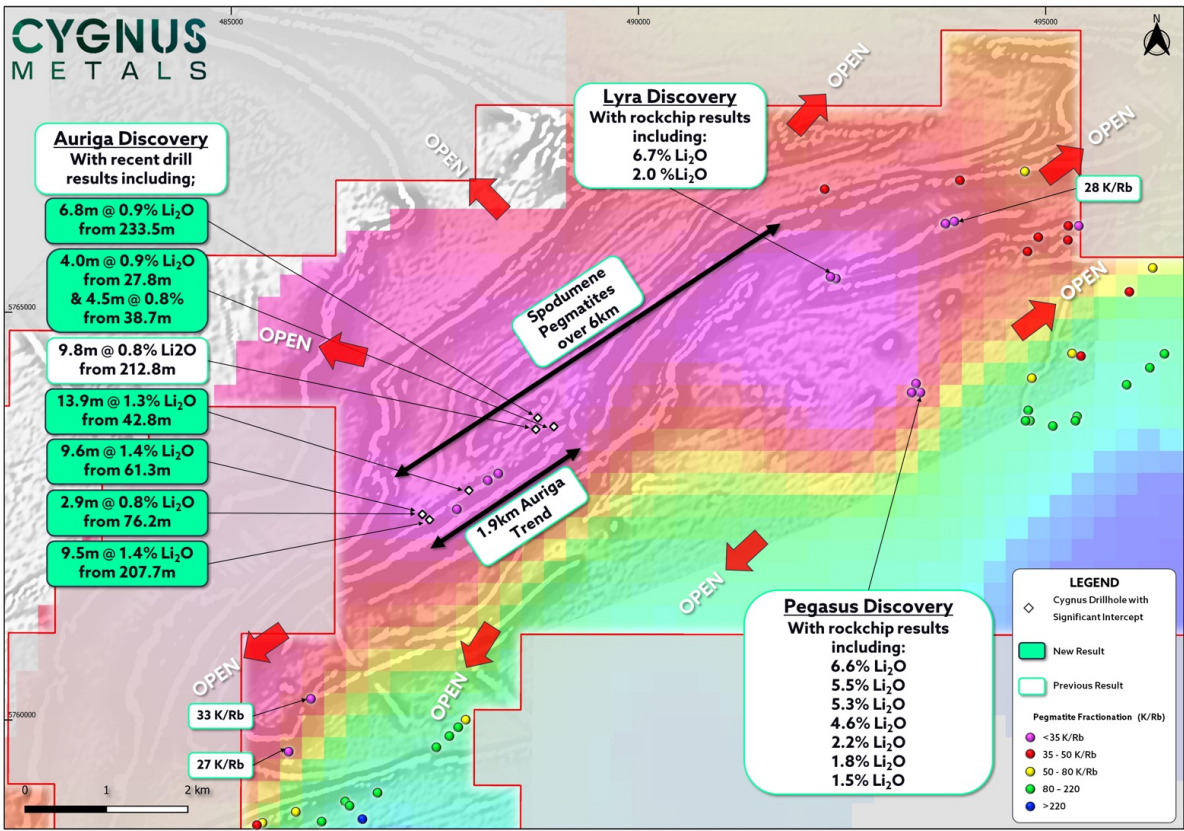 CYGNUS
METALS
485000
490000
495000
N
5765000
5760000
Auriga Discovery
With recent drill
results including;
6.8m @ 0.9% Li₂O
from 233.5m
4.0m @ 0.9% Li₂O
from 27.8m
& 4.5m @ 0.8%
from 38.7m
9.8m @ 0.8% Li2O
from 212.8m
13.9m @ 1.3% Li₂O
from 42.8m
9.6m @ 1.4% Li₂O
from 61.3m
2.9m @ 0.8% Li₂O
from 76.2m
9.5m @ 1.4% Li₂O
from 207.7m
Lyra Discovery
With rockchip results
including:
6.7% Li₂O
2.0 %Li₂O
OPEN
OPEN
OPEN
OPEN
OPEN
OPEN
OPEN
OPEN
28 K/Rb
Spodumene
Pegmatites
over 6km
1.9km Auriga
Trend
33 K/Rb
27 K/Rb
Pegasus Discovery
With rockchip results
including:
6.6% Li₂O
5.5% Li₂O
5.3% Li₂O
4.6% Li₂O
2.2% Li₂O
1.8% Li₂O
1.5% Li₂O
LEGEND
Cygnus Drillhole with
Significant Intercept
New Result
Previous Result
Pegmatite Fractionation (K/Rb)
<35 K/Rb
35 - 50 K/Rb
50 - 80 K/Rb
80 - 220
>220
0 1 2 km